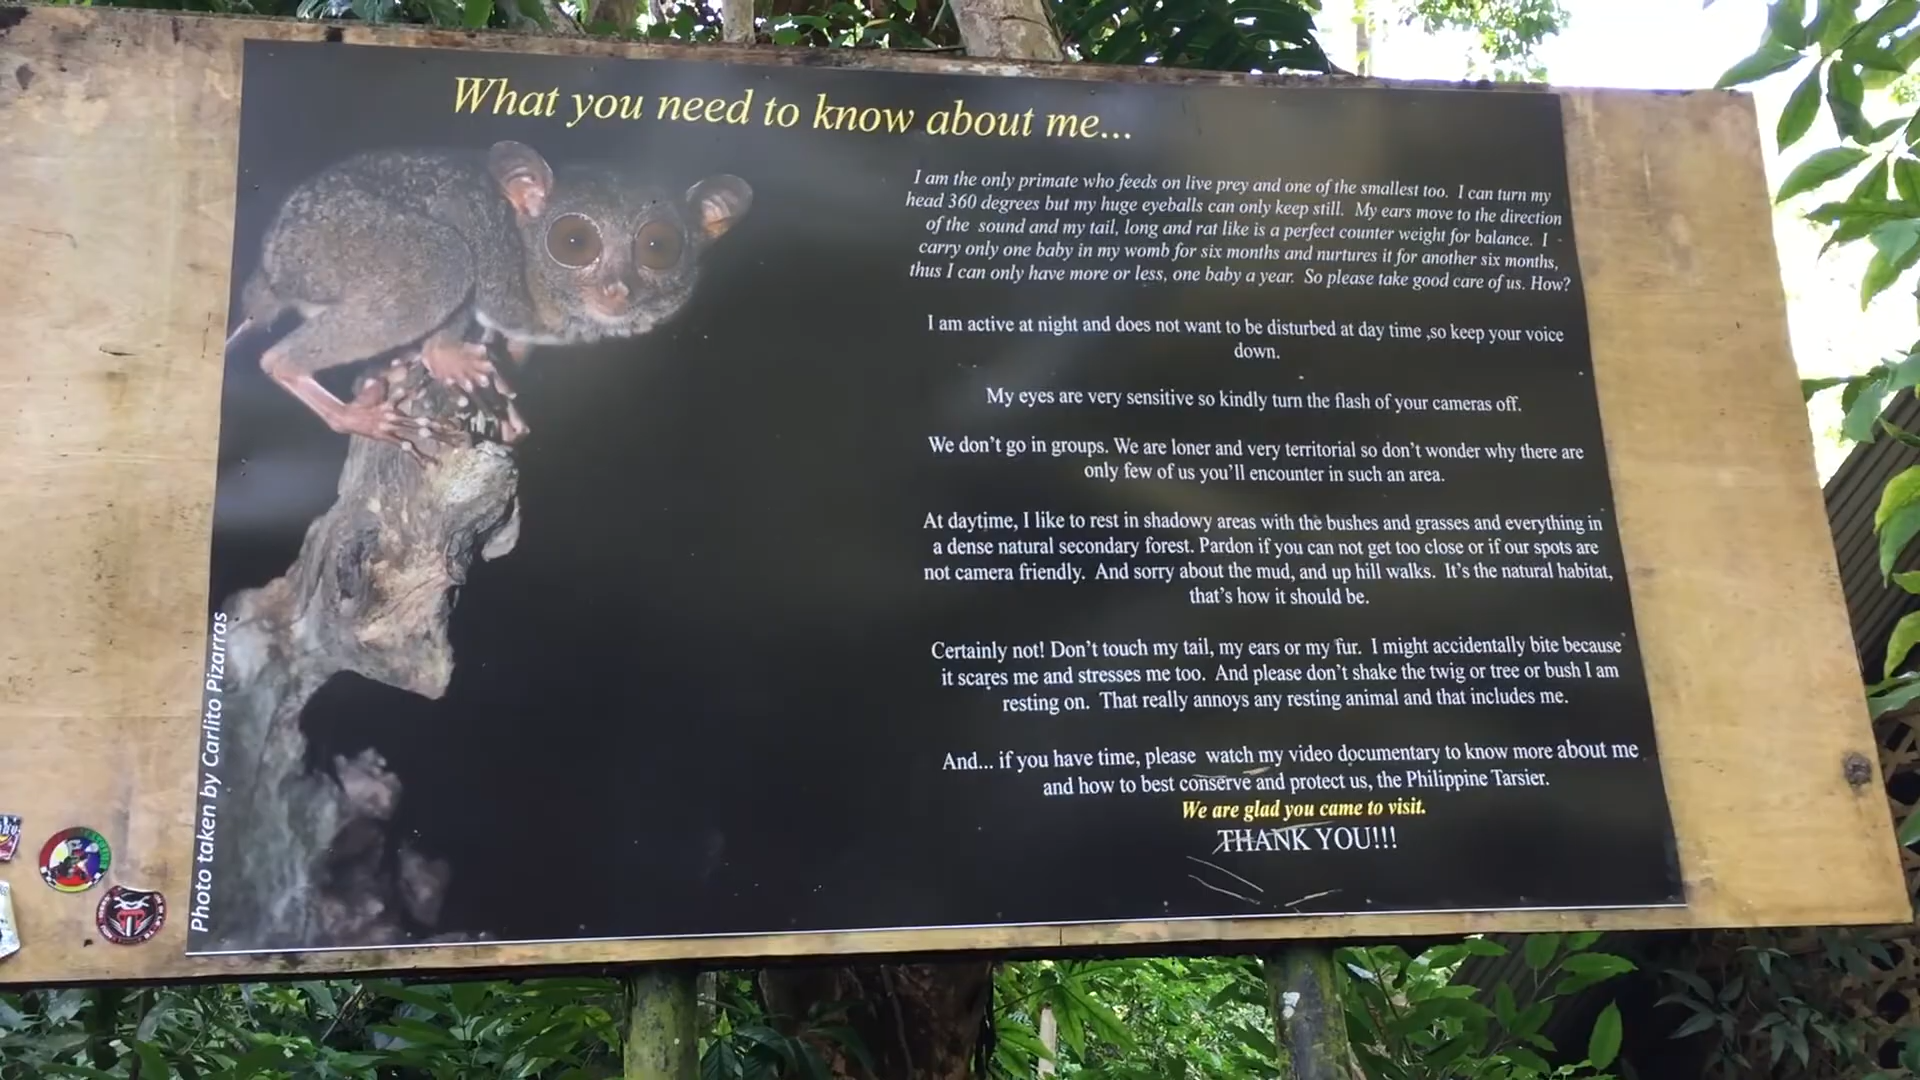 What you need to know about me...
I am the only primate who feeds on live prey and one of the smallest too. I can turn my
head 360 degrees but my huge eyeballs can only keep still. My ears move to the direction
of the sound and my tail, long and rat like is a perfect counter weight for balance. I
carry only one baby in my womb for six months and nurtures it for another six months,
thus I can only have more or less, one baby a year. So please take good care of us. How?
I am active at night and does not want to be disturbed at day time ,so keep your voice
down.
My eyes are very sensitive so kindly turn the flash of your cameras off.
We don't go in groups. We are loner and very territorial so don't wonder why there are
only few of us you'll encounter in such an area.
At daytime, I like to rest in shadowy areas with the bushes and grasses and everything in
a dense natural secondary forest. Pardon if you can not get too close or if our spots are
not camera friendly. And sorry about the mud, and up hill walks. It's the natural habitat,
that's how it should be.
Certainly not! Don't touch my tail, my ears or my fur. I might accidentally bite because
it scares me and stresses me too. And please don't shake the twig or tree or bush I am
resting on. That really annoys any resting animal and that includes me.
And... if you have time, please watch my video documentary to know more about me
and how to best conserve and protect us, the Philippine Tarsier.
We are glad you came to visit.
THANK YOU!!!
Photo taken by Carlito Pizarras